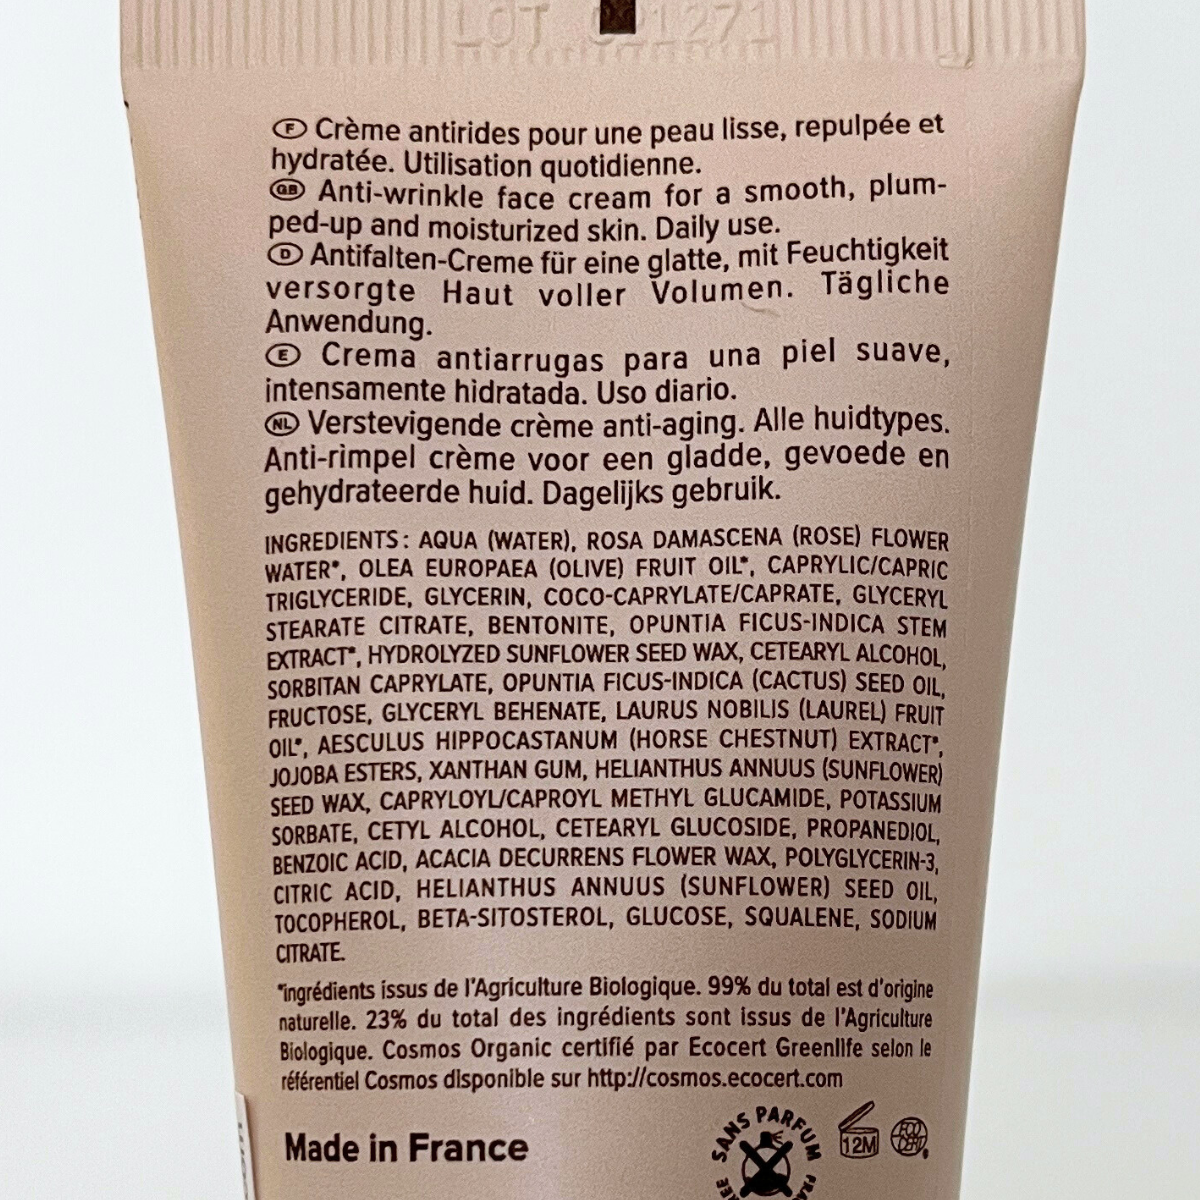 LOT 021271
F Crème antirides pour une peau lisse, repulpée et
hydratée. Utilisation quotidienne.
GB Anti-wrinkle face cream for a smooth, plum-
ped-up and moisturized skin. Daily use.
D Antifalten-Creme für eine glatte, mit Feuchtigkeit
versorgte Haut voller Volumen. Tägliche
Anwendung.
E Crema antiarrugas para una piel suave,
intensamente hidratada. Uso diario.
NL Verstevigende crème anti-aging. Alle huidtypes.
Anti-rimpel crème voor een gladde, gevoede en
gehydrateerde huid. Dagelijks gebruik.
INGREDIENTS: AQUA (WATER), ROSA DAMASCENA (ROSE) FLOWER
WATER*, OLEA EUROPAEA (OLIVE) FRUIT OIL*, CAPRYLIC/CAPRIC
TRIGLYCERIDE, GLYCERIN, COCO-CAPRYLATE/CAPRATE, GLYCERYL
STEARATE CITRATE, BENTONITE, OPUNTIA FICUS-INDICA STEM
EXTRACT*, HYDROLYZED SUNFLOWER SEED WAX, CETEARYL ALCOHOL,
SORBITAN CAPRYLATE, OPUNTIA FICUS-INDICA (CACTUS) SEED OIL,
FRUCTOSE, GLYCERYL BEHENATE, LAURUS NOBILIS (LAUREL) FRUIT
OIL*, AESCULUS HIPPOCASTANUM (HORSE CHESTNUT) EXTRACT*,
JOJOBA ESTERS, XANTHAN GUM, HELIANTHUS ANNUUS (SUNFLOWER)
SEED WAX, CAPRYLOYL/CAPROYL METHYL GLUCAMIDE, POTASSIUM
SORBATE, CETYL ALCOHOL, CETEARYL GLUCOSIDE, PROPANEDIOL,
BENZOIC ACID, ACACIA DECURRENS FLOWER WAX, POLYGLYCERIN-3,
CITRIC ACID, HELIANTHUS ANNUUS (SUNFLOWER) SEED OIL,
TOCOPHEROL, BETA-SITOSTEROL, GLUCOSE, SQUALENE, SODIUM
CITRATE.
*ingrédients issus de l'Agriculture Biologique. 99% du total est d'origine
naturelle. 23% du total des ingrédients sont issus de l'Agriculture
Biologique. Cosmos Organic certifié par Ecocert Greenlife selon le
référentiel Cosmos disponible sur http://cosmos.ecocert.com
Made in France
SANS PARFUM
12M
ECO
CERT